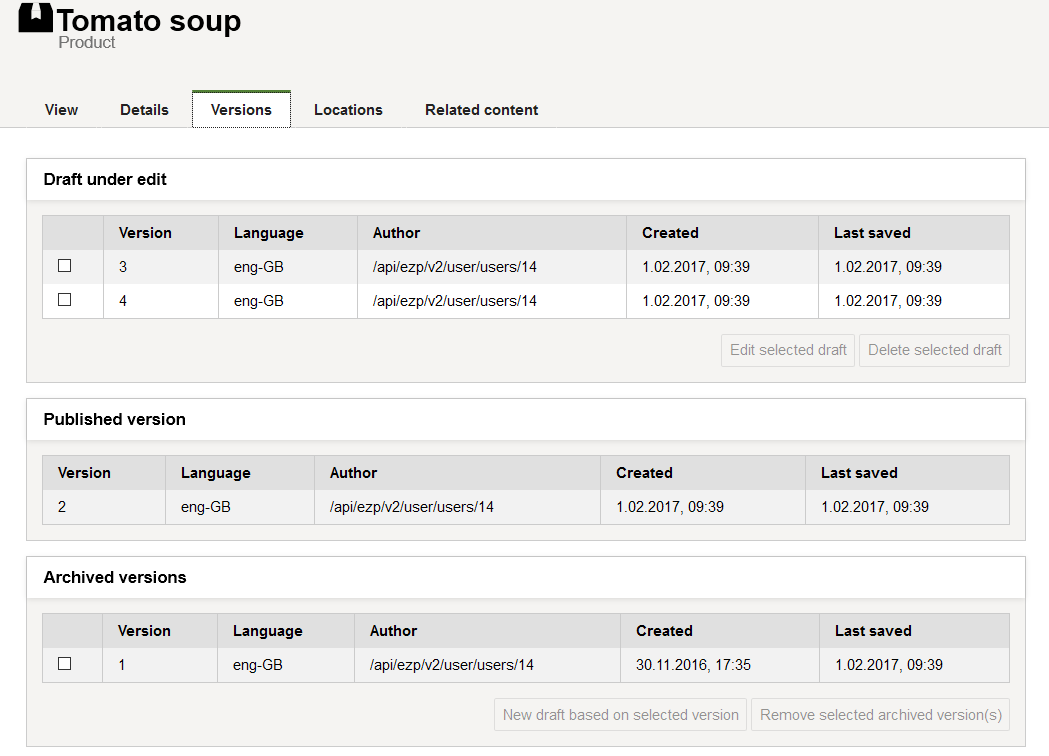 Tomato soup
Product
View Details Versions Locations Related content
Draft under edit
Version Language Author Created Last saved
3 eng-GB /api/ezp/v2/user/users/14 1.02.2017, 09:39 1.02.2017, 09:39
4 eng-GB /api/ezp/v2/user/users/14 1.02.2017, 09:39 1.02.2017, 09:39
Edit selected draft Delete selected draft
Published version
Version Language Author Created Last saved
2 eng-GB /api/ezp/v2/user/users/14 1.02.2017, 09:39 1.02.2017, 09:39
Archived versions
Version Language Author Created Last saved
1 eng-GB /api/ezp/v2/user/users/14 30.11.2016, 17:35 1.02.2017, 09:39
New draft based on selected version Remove selected archived version(s)